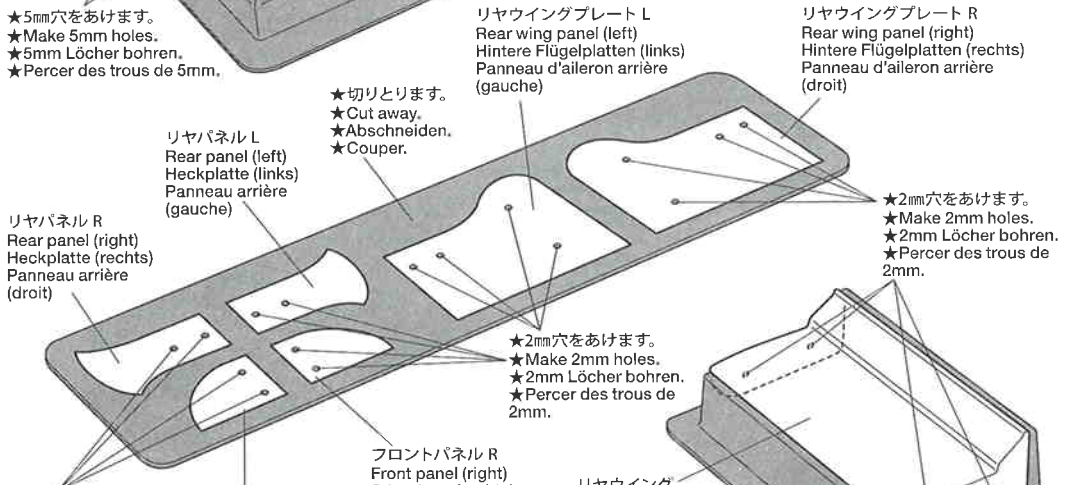 ★5mm穴をあけます。
★Make 5mm holes.
★5mm Löcher bohren.
★Percer des trous de 5mm.
リヤウイングプレート L
Rear wing panel (left)
Hintere Flügelplatten (links)
Panneau d'aileron arrière
(gauche)
リヤウイングプレート R
Rear wing panel (right)
Hintere Flügelplatten (rechts)
Panneau d'aileron arrière
(droit)
★切りとります。
★Cut away.
★Abschneiden.
★Couper.
リヤパネル L
Rear panel (left)
Heckplatte (links)
Panneau arrière
(gauche)
リヤパネル R
Rear panel (right)
Heckplatte (rechts)
Panneau arrière
(droit)
★2mm穴をあけます。
★Make 2mm holes.
★2mm Löcher bohren.
★Percer des trous de
2mm.
★2mm穴をあけます。
★Make 2mm holes.
★2mm Löcher bohren.
★Percer des trous de
2mm.
フロントパネル R
Front panel (right)
リヤウイング